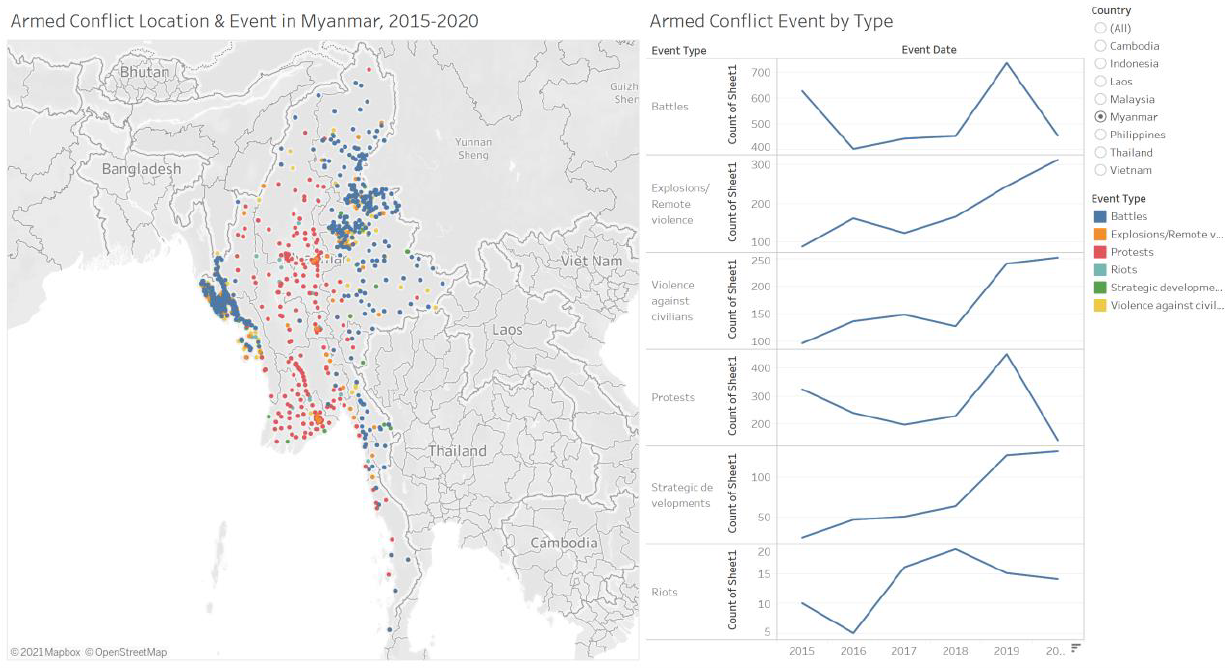 Armed Conflict Location & Event in Myanmar, 2015-2020
Bhutan
Guizh
Sher
Yunnan
Sheng
Bangladesh
Viet Nam
Laos
Thailand
Cambodia
© 2021 Mapbox © OpenStreetMap
Armed Conflict Event by Type
Event Type
Event Date
Battles
Count of Sheet1
700
600
500
400
Explosions/
Remote
violence
Count of Sheet1
300
200
100
Violence
against
civilians
Count of Sheet1
250
200
150
100
Protests
Count of Sheet1
400
300
200
Strategic de
velopments
Count of Sheet1
100
50
Riots
Count of Sheet1
20
15
10
5
2015 2016 2017 2018 2019 20..
Country
(All)
Cambodia
Indonesia
Laos
Malaysia
Myanmar
Philippines
Thailand
Vietnam
Event Type
Battles
Explosions/Remote v...
Protests
Riots
Strategic developme...
Violence against civil...